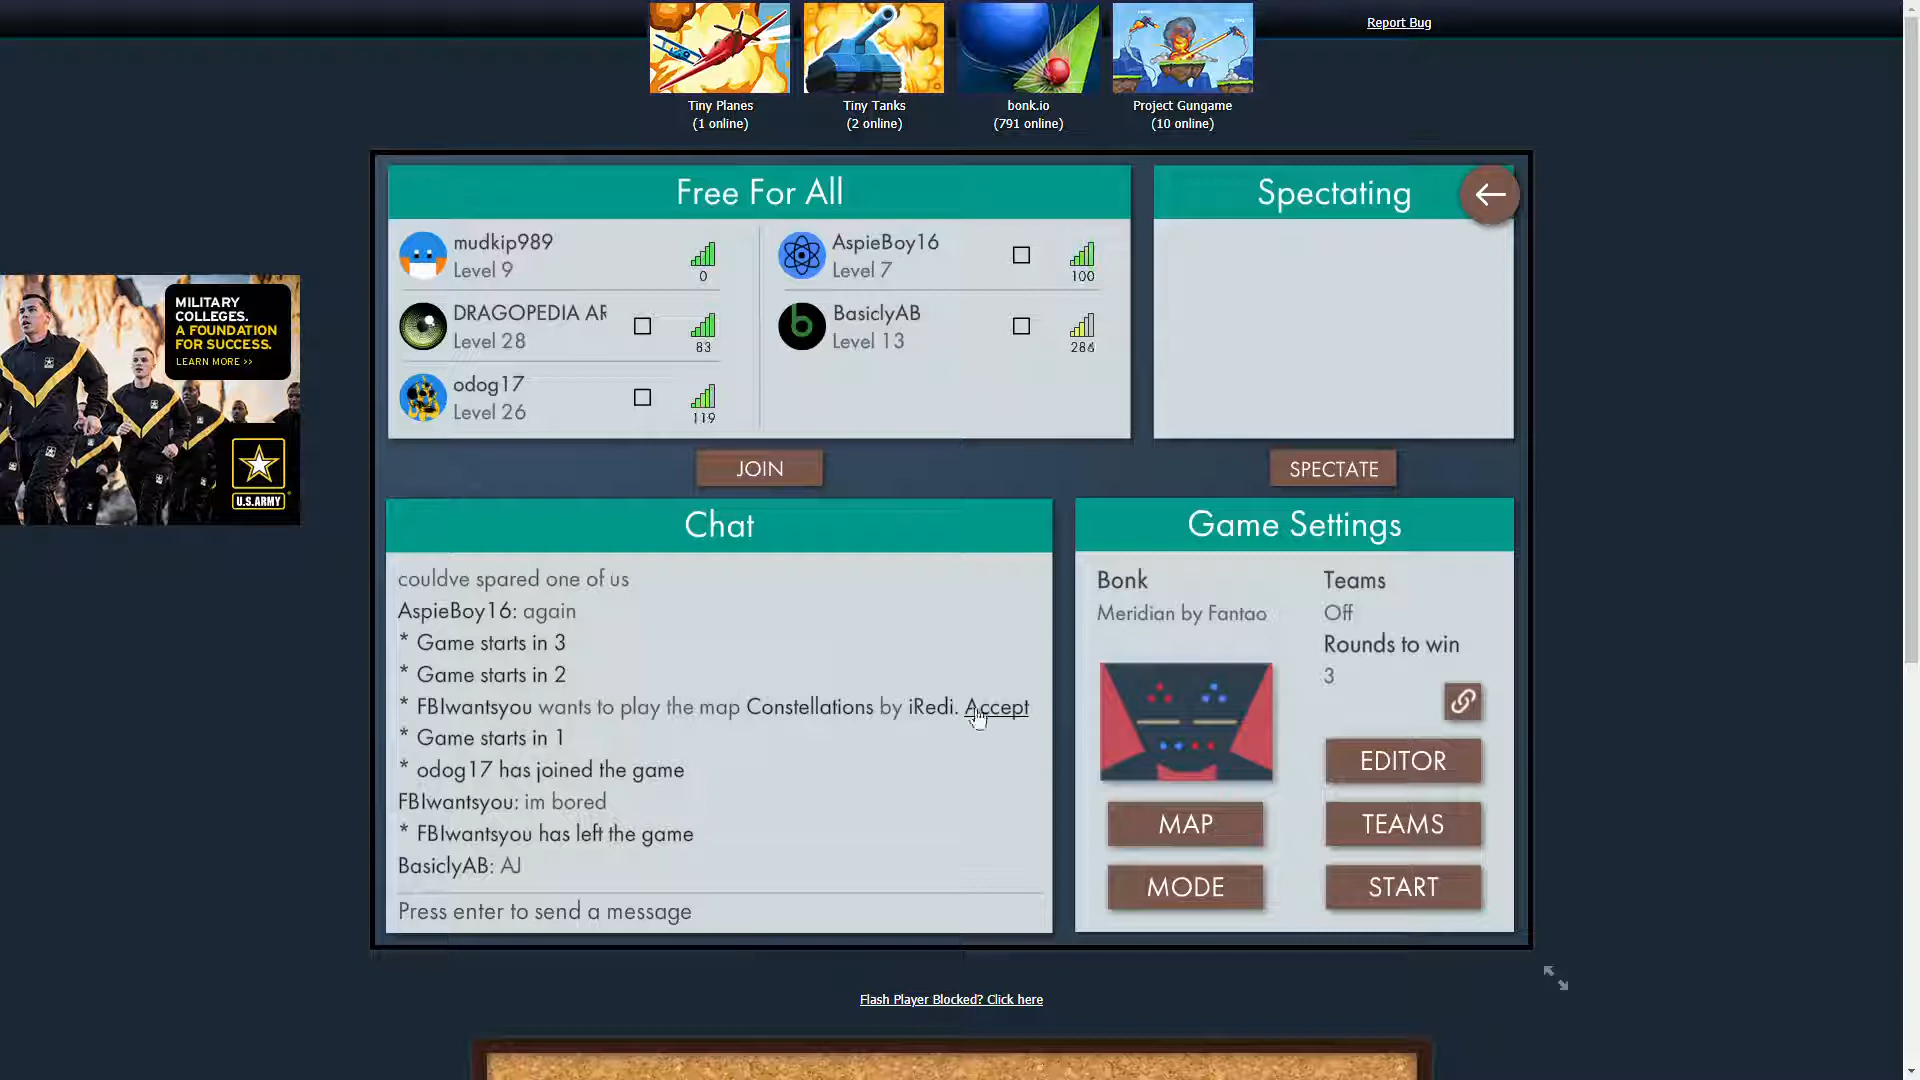 Report Bug
Tiny Planes
(1 online)
Tiny Tanks
(2 online)
bonk.io
(791 online)
Project Gungame
(10 online)
Free For All
mudkip989
Level 9
0
DRAGOPEDIA AR
Level 28
83
odog17
Level 26
119
AspieBoy16
Level 7
100
BasiclyAB
Level 13
286
Spectating
JOIN
SPECTATE
MILITARY
COLLEGES.
A FOUNDATION
FOR SUCCESS.
LEARN MORE >>
U.S.ARMY
Chat
couldve spared one of us
AspieBoy16: again
* Game starts in 3
* Game starts in 2
* FBIwantsyou wants to play the map Constellations by iRedi. Accept
* Game starts in 1
* odog17 has joined the game
FBIwantsyou: im bored
* FBIwantsyou has left the game
BasiclyAB: AJ
Press enter to send a message
Game Settings
Bonk
Meridian by Fantao
Teams
Off
Rounds to win
3
EDITOR
MAP
TEAMS
MODE
START
Flash Player Blocked? Click here